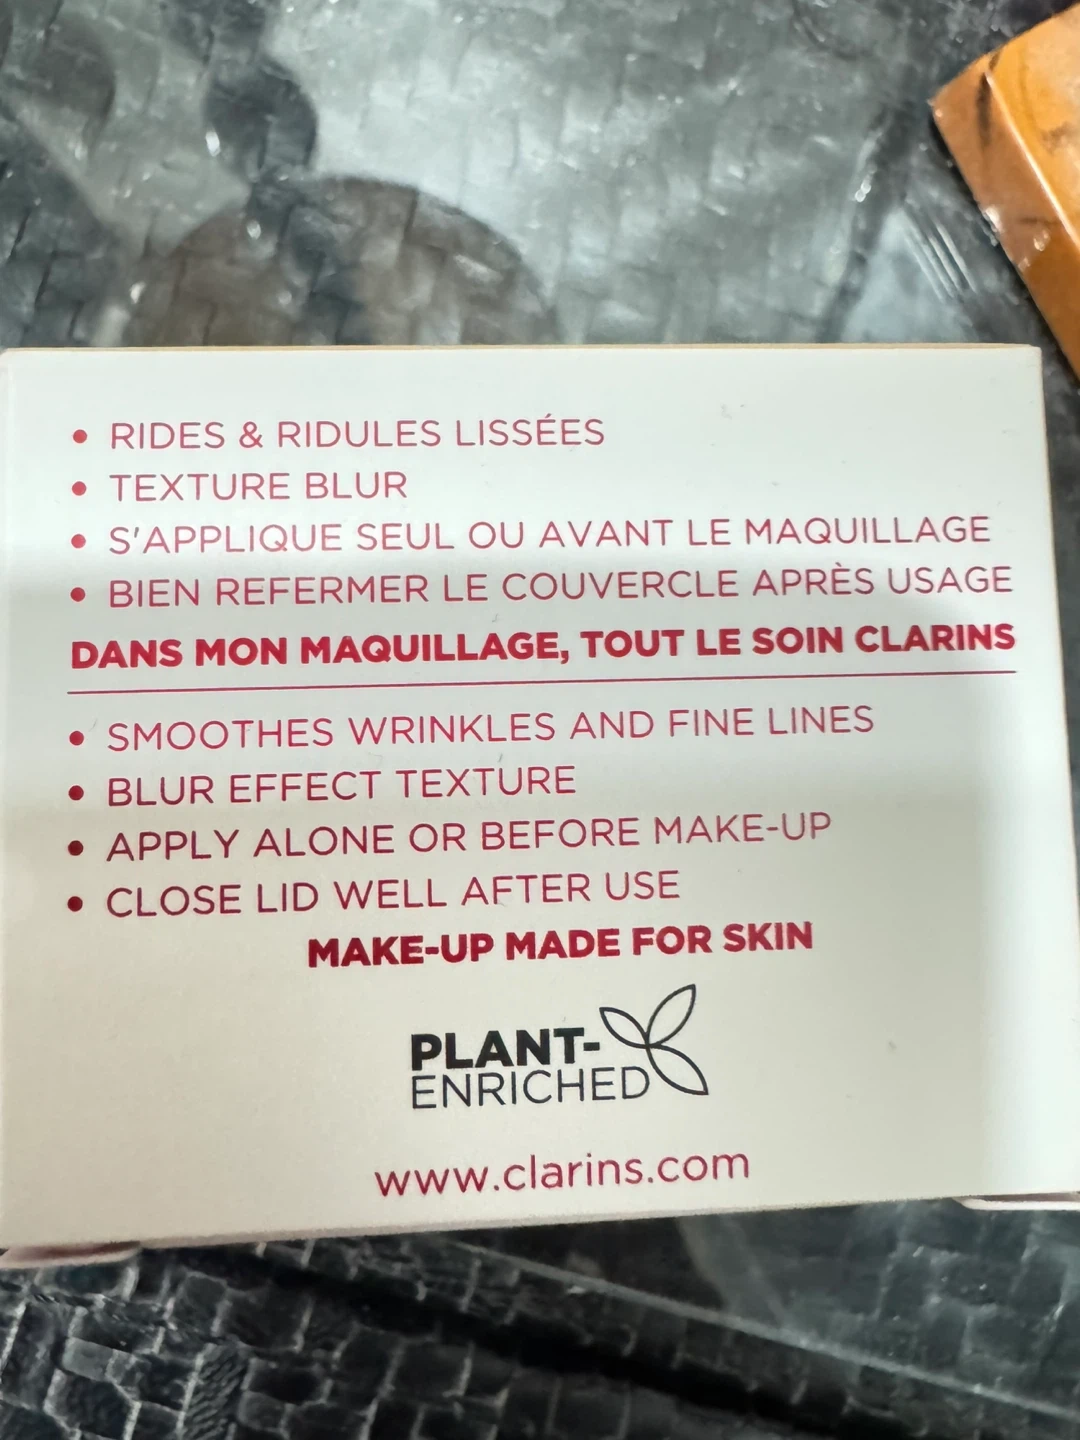 • RIDES & RIDULES LISSÉES
• TEXTURE BLUR
• S'APPLIQUE SEUL OU AVANT LE MAQUILLAGE
• BIEN REFERMER LE COUVERCLE APRÈS USAGE
DANS MON MAQUILLAGE, TOUT LE SOIN CLARINS
• SMOOTHES WRINKLES AND FINE LINES
• BLUR EFFECT TEXTURE
• APPLY ALONE OR BEFORE MAKE-UP
• CLOSE LID WELL AFTER USE
MAKE-UP MADE FOR SKIN
PLANT-
ENRICHED
www.clarins.com